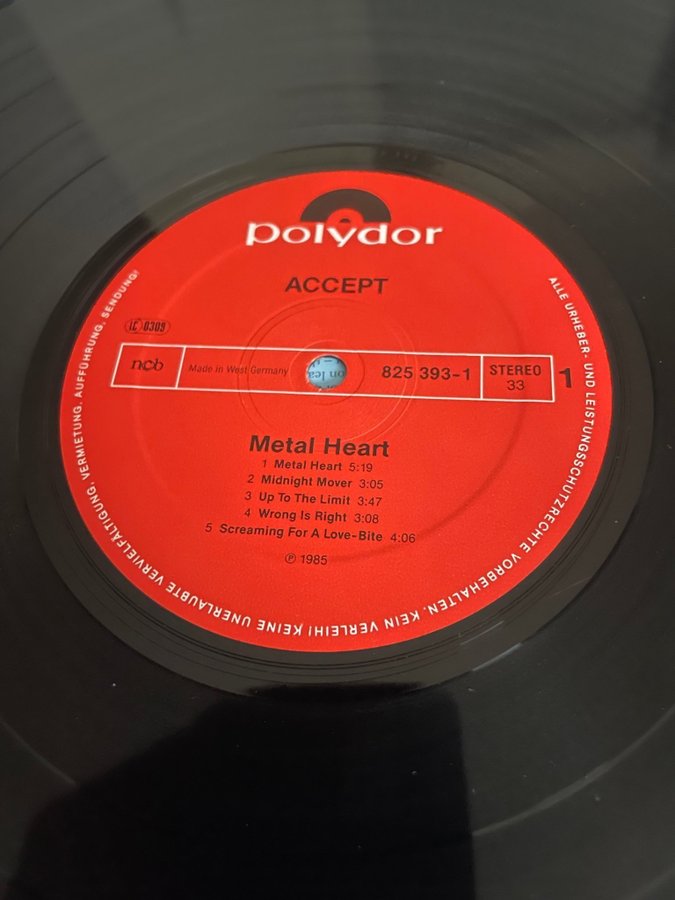 polydor
ACCEPT
LC 0309
ncb
Made in West Germany
825 393-1
STEREO
33
1
Metal Heart
1 Metal Heart 5:19
2 Midnight Mover 3:05
3 Up To The Limit 3:47
4 Wrong Is Right 3:08
5 Screaming For A Love-Bite 4:06
℗ 1985
ALLE URHEBER- UND LEISTUNGSSCHUTZRECHTE VORBEHALTEN. KEIN VERLEIH! KEINE UNERLAUBTE VERVIELFÄLTIGUNG, VERMIETUNG, AUFFÜHRUNG, SENDUNG!